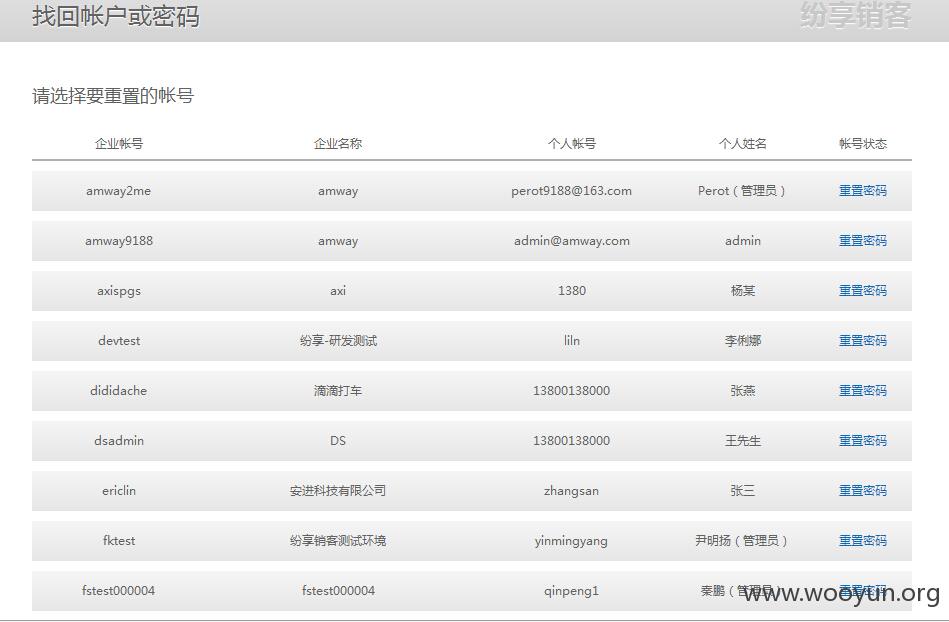 找回帐户或密码 纷享销客
请选择要重置的帐号
企业帐号 企业名称 个人帐号 个人姓名 帐号状态
amway2me amway perot9188@163.com Perot ( 管理员 ) 重置密码
amway9188 amway admin@amway.com admin 重置密码
axispgs axi 1380 杨某 重置密码
devtest 纷享-研发测试 liln 李俐娜 重置密码
dididache 滴滴打车 13800138000 张燕 重置密码
dsadmin DS 13800138000 王先生 重置密码
ericlin 安进科技有限公司 zhangsan 张三 重置密码
fktest 纷享销客测试环境 yinmingyang 尹明扬 ( 管理员 ) 重置密码
fstest000004 fstest000004 qinpeng1 秦鹏 ( 管理员 ) 重置密码
www.wooyun.org